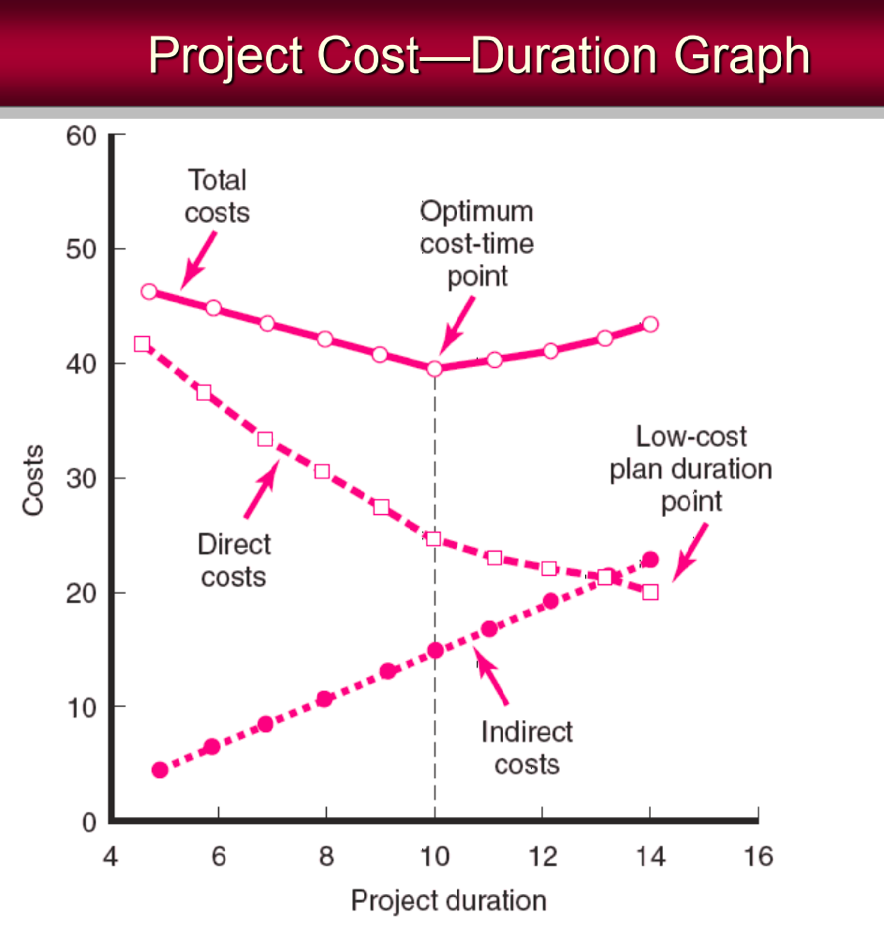 Project Cost—Duration Graph
60
Total
costs
Optimum
cost-time
point
50
40
Low-cost
plan duration
point
Costs
30
Direct
costs
20
10
Indirect
costs
0
4
6
8
10
12
14
16
Project duration